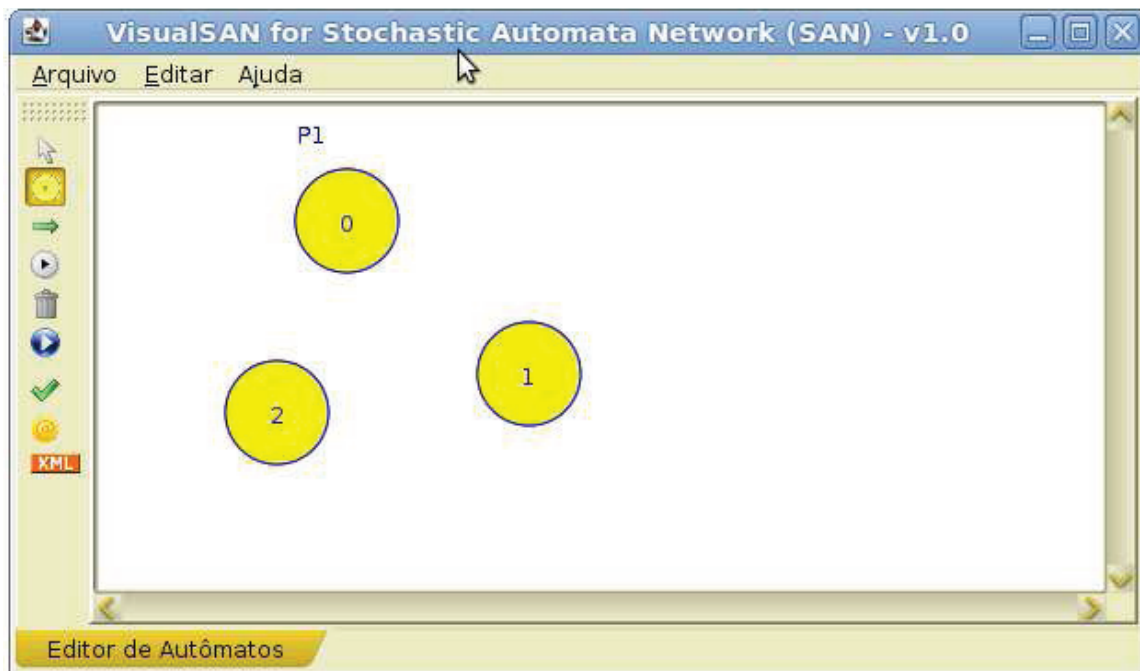 VisualSAN for Stochastic Automata Network (SAN) - v1.0
Arquivo Editar Ajuda
P1
0
1
2
XML
Editor de Autômatos